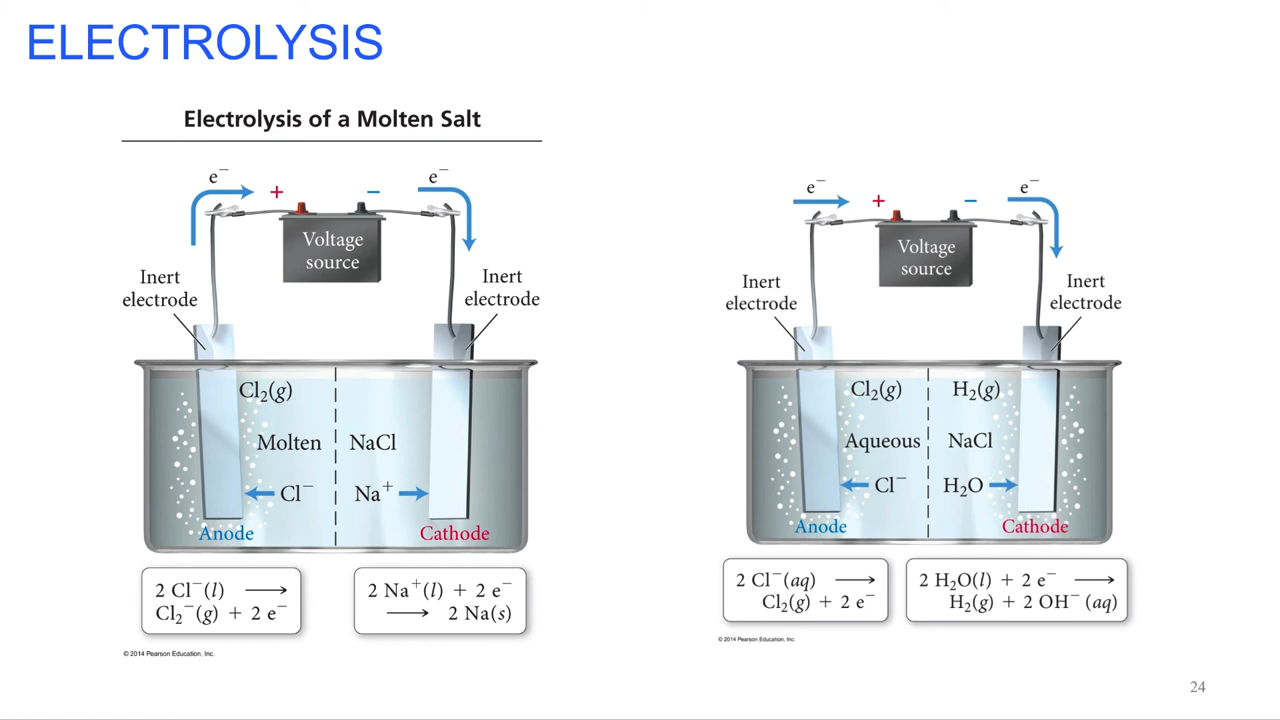 ELECTROLYSIS
Electrolysis of a Molten Salt
e⁻
+
−
e⁻
Voltage
source
Inert
electrode
Inert
electrode
Cl₂(g)
Molten
NaCl
Cl⁻
Na⁺
Anode
Cathode
2 Cl⁻(l) ⟶
Cl₂⁻(g) + 2 e⁻
2 Na⁺(l) + 2 e⁻
⟶ 2 Na(s)
© 2014 Pearson Education, Inc.
e⁻
+
−
e⁻
Voltage
source
Inert
electrode
Inert
electrode
Cl₂(g)
H₂(g)
Aqueous
NaCl
Cl⁻
H₂O
Anode
Cathode
2 Cl⁻(aq) ⟶
Cl₂(g) + 2 e⁻
2 H₂O(l) + 2 e⁻ ⟶
H₂(g) + 2 OH⁻ (aq)
© 2014 Pearson Education, Inc.
24